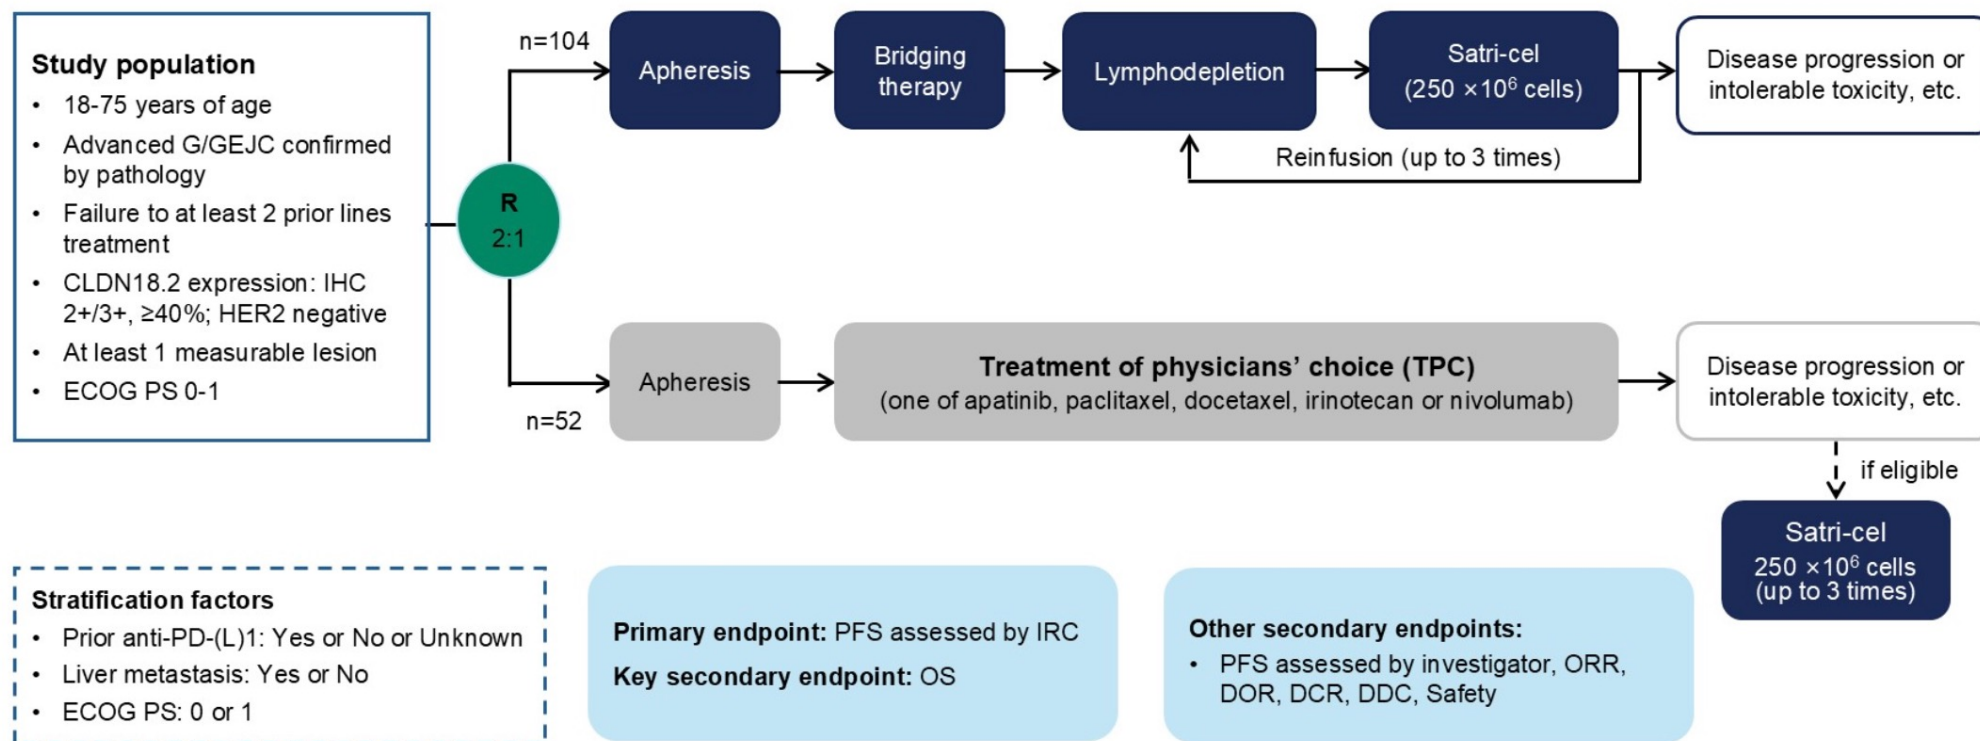 Study population
• 18-75 years of age
• Advanced G/GEJC confirmed
by pathology
• Failure to at least 2 prior lines
treatment
• CLDN18.2 expression: IHC
2+/3+, ≥40%; HER2 negative
• At least 1 measurable lesion
• ECOG PS 0-1
R
2:1
n=104
Apheresis
Bridging
therapy
Lymphodepletion
Satri-cel
(250 ×10⁶ cells)
Disease progression or
intolerable toxicity, etc.
Reinfusion (up to 3 times)
n=52
Apheresis
Treatment of physicians’ choice (TPC)
(one of apatinib, paclitaxel, docetaxel, irinotecan or nivolumab)
Disease progression or
intolerable toxicity, etc.
if eligible
Satri-cel
250 ×10⁶ cells
(up to 3 times)
Stratification factors
• Prior anti-PD-(L)1: Yes or No or Unknown
• Liver metastasis: Yes or No
• ECOG PS: 0 or 1
Primary endpoint: PFS assessed by IRC
Key secondary endpoint: OS
Other secondary endpoints:
• PFS assessed by investigator, ORR,
DOR, DCR, DDC, Safety